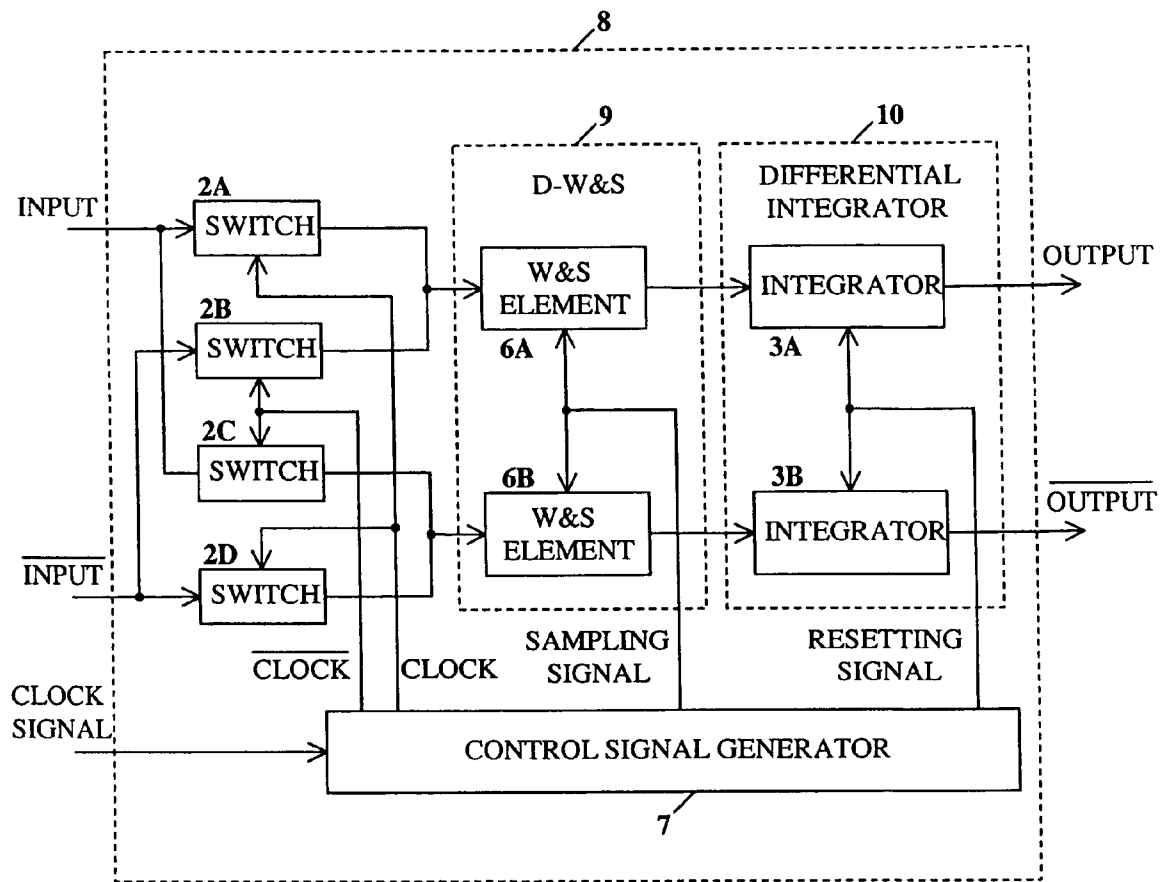 8
9
10
D-W&S
DIFFERENTIAL
INTEGRATOR
INPUT
2A
SWITCH
W&S
ELEMENT
6A
INTEGRATOR
3A
OUTPUT
2B
SWITCH
2C
SWITCH
6B
W&S
ELEMENT
3B
INTEGRATOR
OUTPUT
INPUT
2D
SWITCH
CLOCK
CLOCK
SAMPLING
SIGNAL
RESETTING
SIGNAL
CLOCK
SIGNAL
CONTROL SIGNAL GENERATOR
7